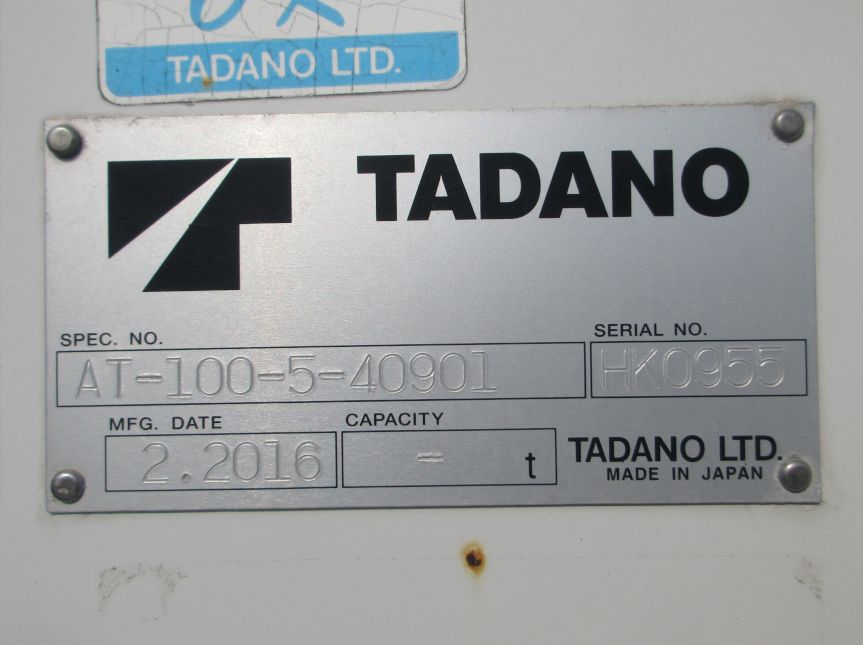 TADANO LTD.
TADANO
SPEC. NO.
SERIAL NO.
AT-100-5-40901
HK0955
MFG. DATE
CAPACITY
2.2016
- t
TADANO LTD.
MADE IN JAPAN